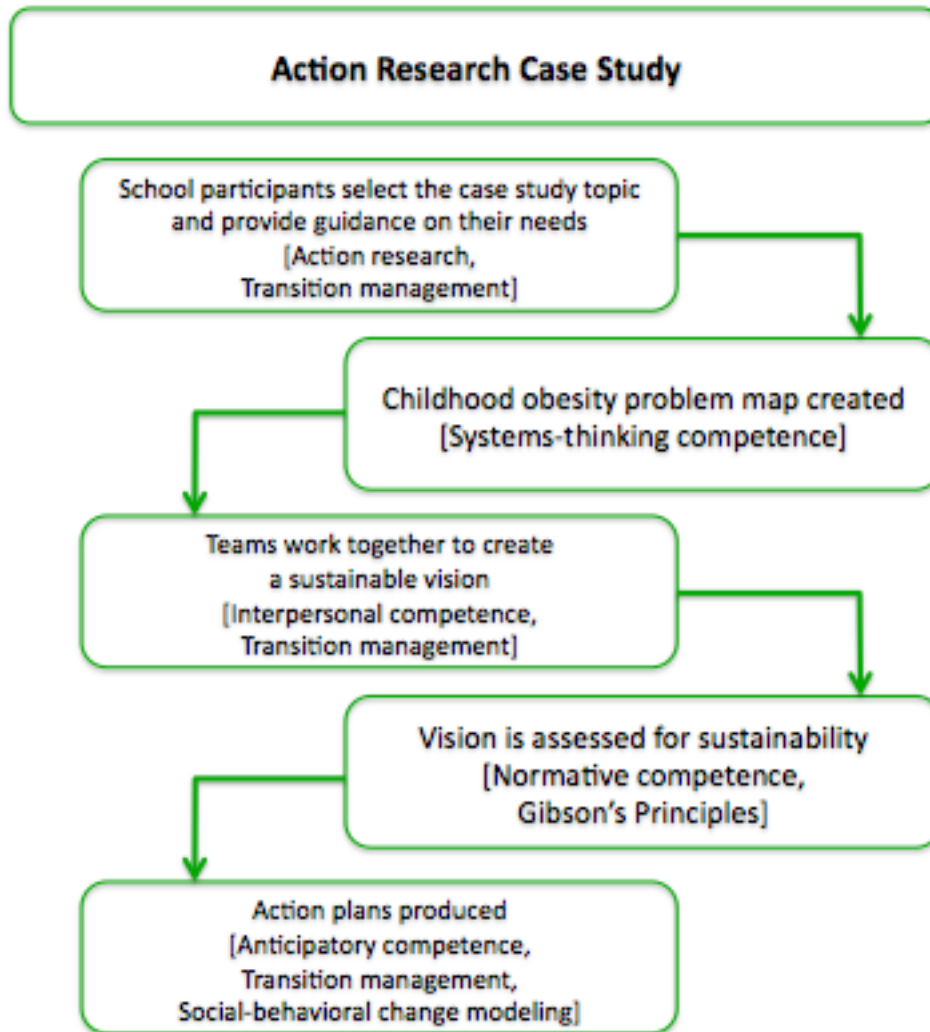 Action Research Case Study
School participants select the case study topic
and provide guidance on their needs
[Action research,
Transition management]
Childhood obesity problem map created
[Systems-thinking competence]
Teams work together to create
a sustainable vision
[Interpersonal competence,
Transition management]
Vision is assessed for sustainability
[Normative competence,
Gibson's Principles]
Action plans produced
[Anticipatory competence,
Transition management,
Social-behavioral change modeling]